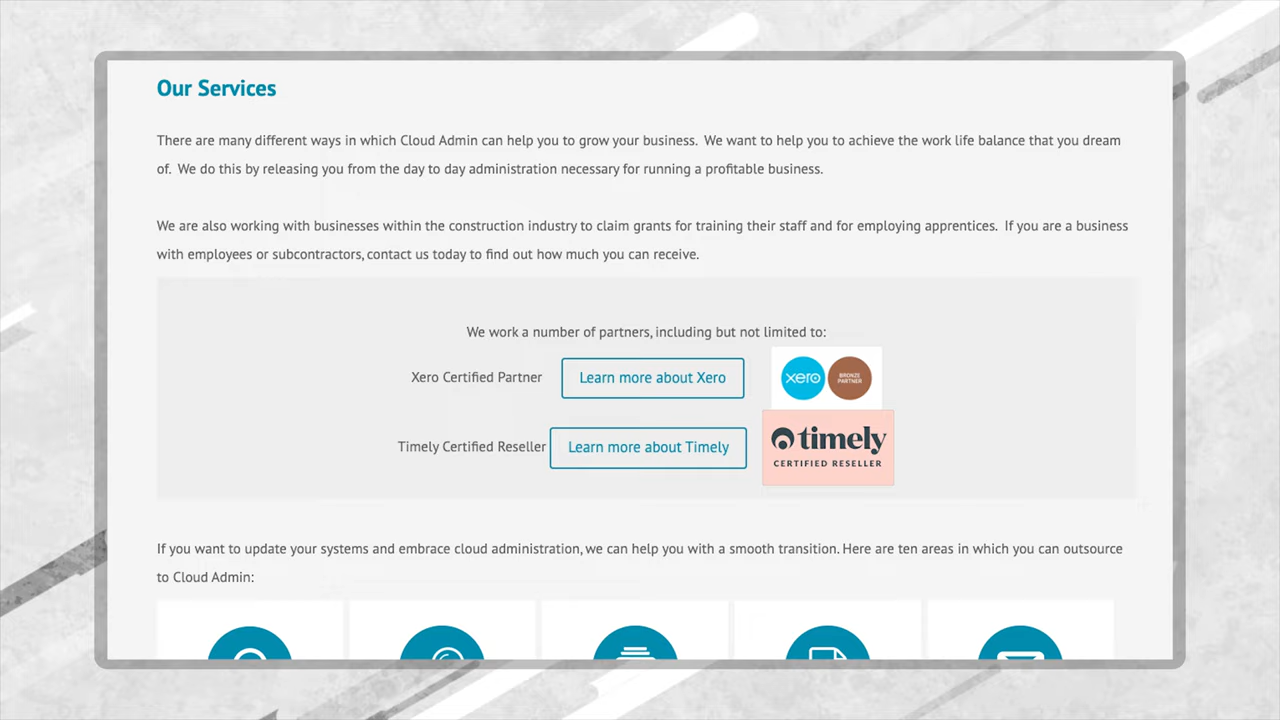 Our Services
There are many different ways in which Cloud Admin can help you to grow your business. We want to help you to achieve the work life balance that you dream
of. We do this by releasing you from the day to day administration necessary for running a profitable business.
We are also working with businesses within the construction industry to claim grants for training their staff and for employing apprentices. If you are a business
with employees or subcontractors, contact us today to find out how much you can receive.
We work a number of partners, including but not limited to:
Xero Certified Partner
Learn more about Xero
xero
BRONZE
PARTNER
Timely Certified Reseller
Learn more about Timely
timely
CERTIFIED RESELLER
If you want to update your systems and embrace cloud administration, we can help you with a smooth transition. Here are ten areas in which you can outsource
to Cloud Admin: